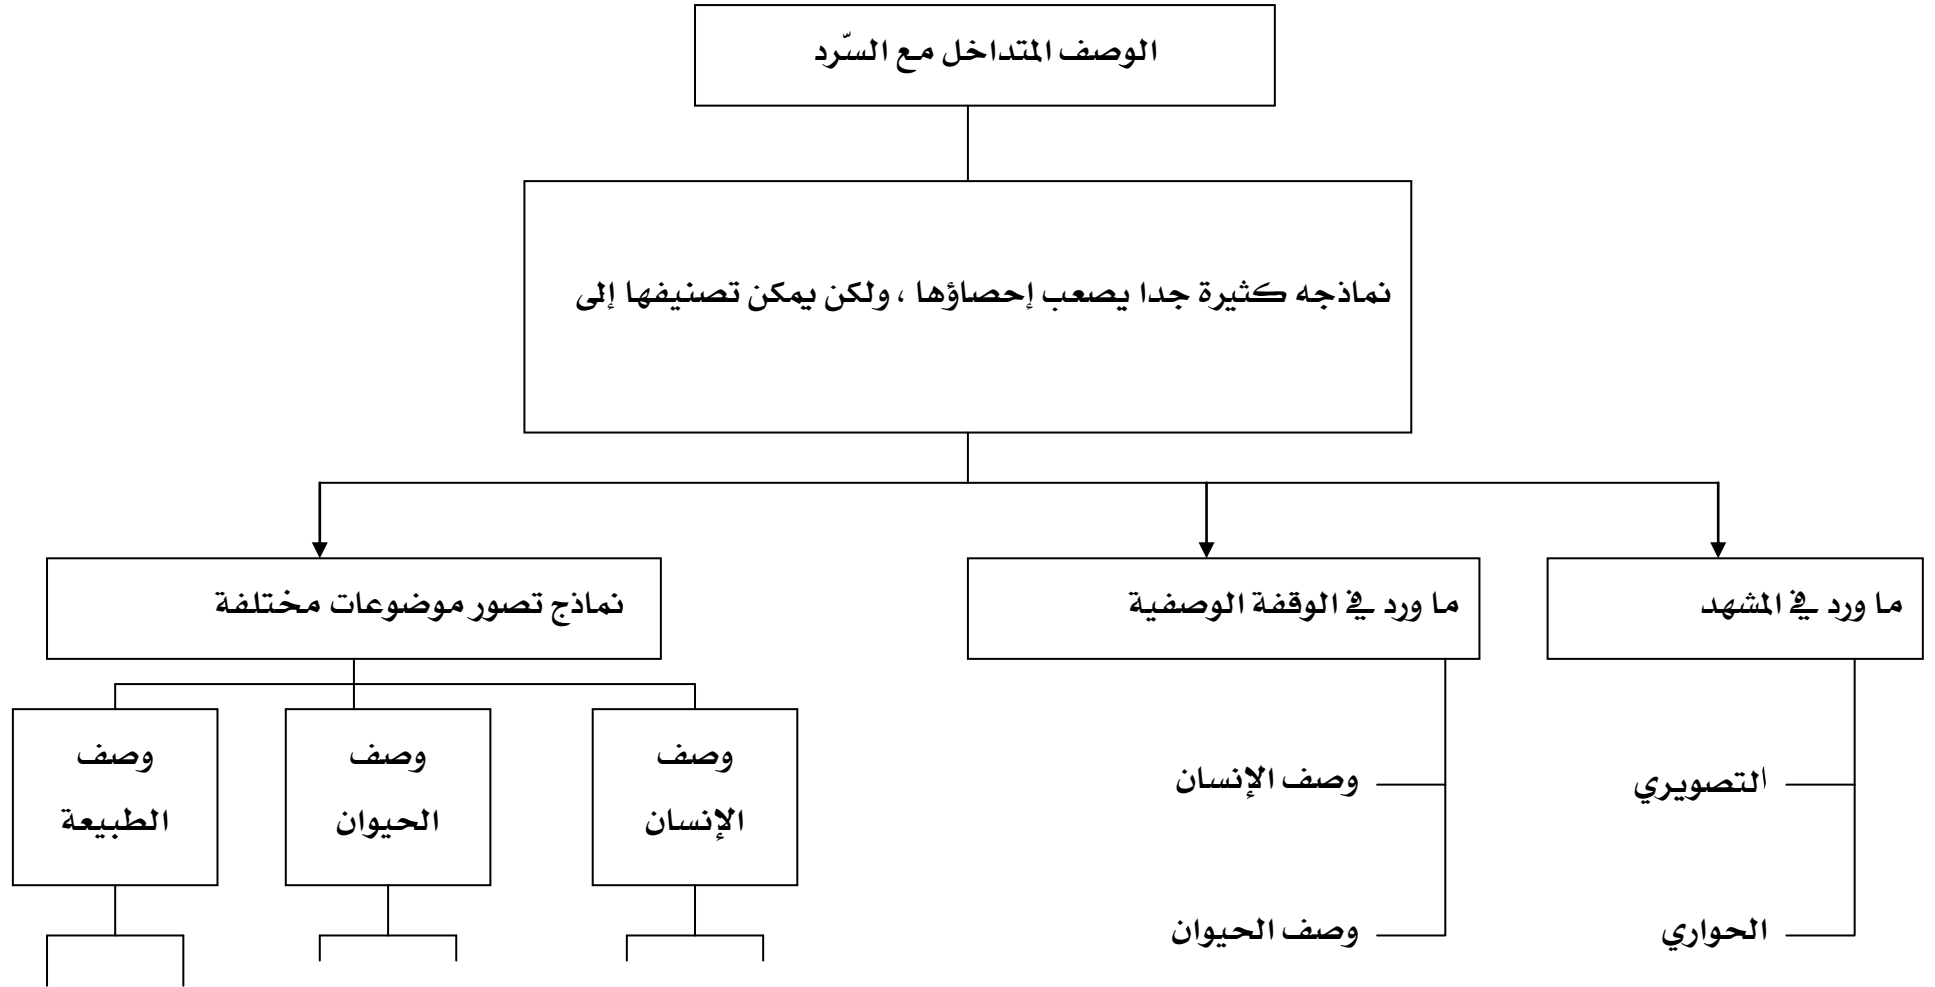 الوصف المتداخل مع السّرد
نماذجه كثيرة جدا يصعب إحصاؤها ، ولكن يمكن تصنيفها إلى
ما ورد في المشهد
ما ورد في الوقفة الوصفية
نماذج تصور موضوعات مختلفة
التصويري
الحواري
وصف الإنسان
وصف الحيوان
وصف
الإنسان
وصف
الحيوان
وصف
الطبيعة